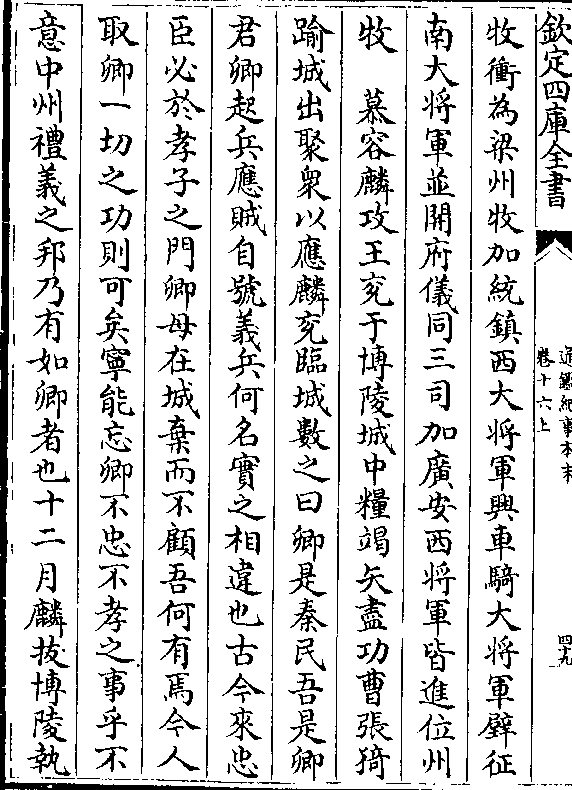 欽定四庫全書
通鑑紀事本末
卷十六上
四九
牧衝為梁州牧加統鎮西大將軍興車騎大將軍辟征
南大將軍並開府儀同三司加廣安西將軍皆進位州
牧 慕容麟攻王兖于博陵城中糧竭矢盡功曹張猗
踰城出聚衆以應麟兖臨城數之曰卿是秦民吾是卿
君卿起兵應賊自號義兵何名實之相違也古今來忠
臣必於孝子之門卿母在城棄而不顧吾何有焉今人
取卿一切之功則可矣寧能忘卿不忠不孝之事乎不
意中州禮義之邦乃有如卿者也十二月麟拔博陵執